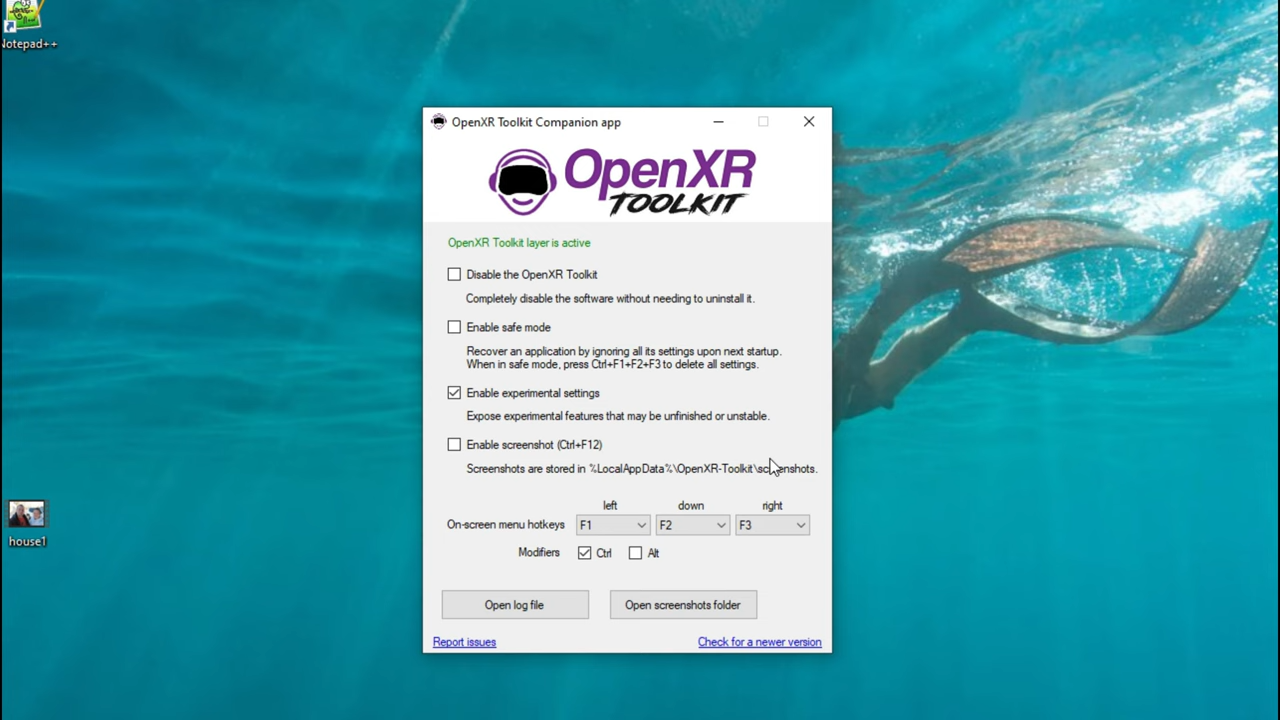 Notepad++
OpenXR Toolkit Companion app
OpenXR
TOOLKIT
OpenXR Toolkit layer is active
Disable the OpenXR Toolkit
Completely disable the software without needing to uninstall it.
Enable safe mode
Recover an application by ignoring all its settings upon next startup.
When in safe mode, press Ctrl+F1+F2+F3 to delete all settings.
Enable experimental settings
Expose experimental features that may be unfinished or unstable.
Enable screenshot (Ctrl+F12)
Screenshots are stored in %LocalAppData%\OpenXR-Toolkit\screenshots.
left down right
On-screen menu hotkeys F1 F2 F3
Modifiers Ctrl Alt
Open log file Open screenshots folder
Report issues Check for a newer version
house1